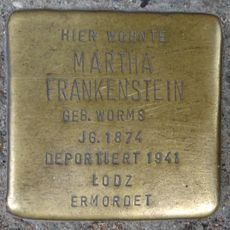 HIER WOHNTE
MARTHA
FRANKENSTEIN
GEB. WORMS
JG. 1874
DEPORTIERT 1941
ŁODZ
ERMORDET